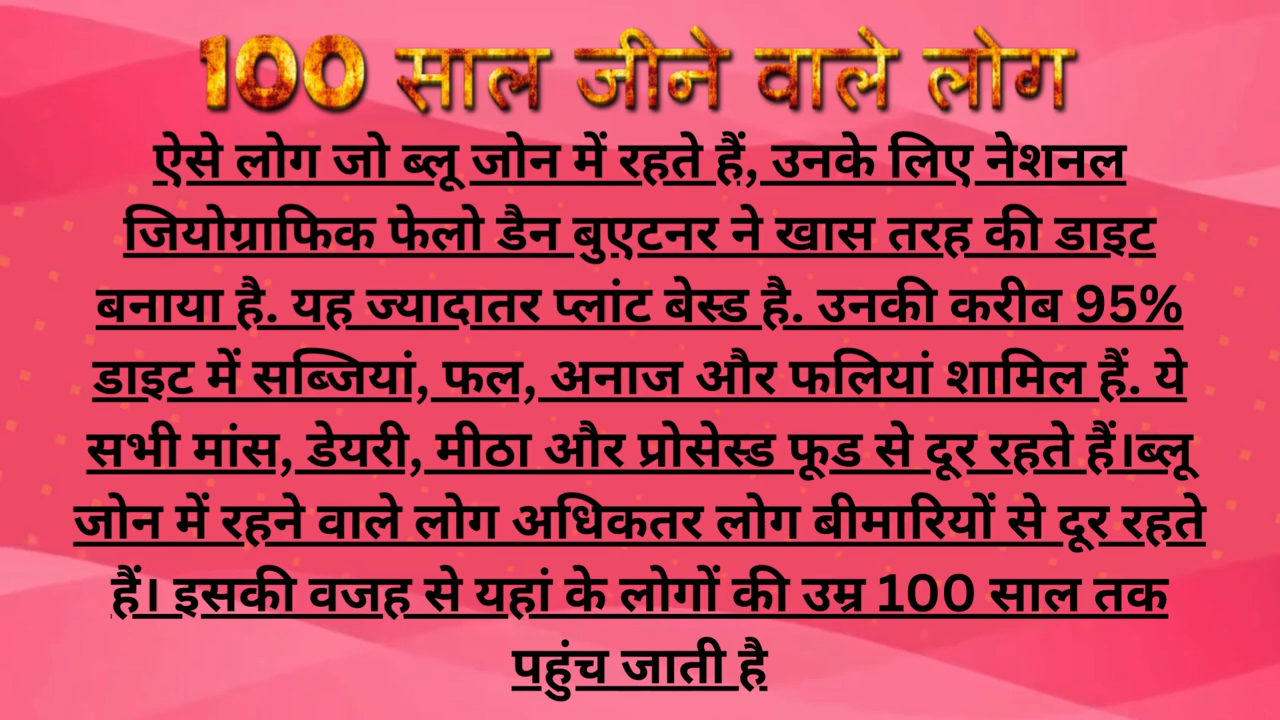 100 साल जीने वाले लोग
ऐसे लोग जो ब्लू जोन में रहते हैं, उनके लिए नेशनल
जियोग्राफिक फेलो डैन बुएटनर ने खास तरह की डाइट
बनाया है. यह ज्यादातर प्लांट बेस्ड है. उनकी करीब 95%
डाइट में सब्जियां, फल, अनाज और फलियां शामिल हैं. ये
सभी मांस, डेयरी, मीठा और प्रोसेस्ड फूड से दूर रहते हैं।ब्लू
जोन में रहने वाले लोग अधिकतर लोग बीमारियों से दूर रहते
हैं। इसकी वजह से यहां के लोगों की उम्र 100 साल तक
पहुंच जाती है